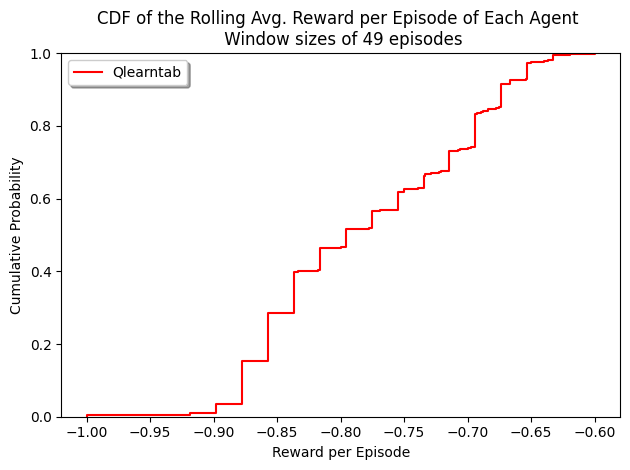 CDF of the Rolling Avg. Reward per Episode of Each Agent
Window sizes of 49 episodes
Qlearntab
1.0
0.8
0.6
0.4
0.2
0.0
Cumulative Probability
−1.00 −0.95 −0.90 −0.85 −0.80 −0.75 −0.70 −0.65 −0.60
Reward per Episode